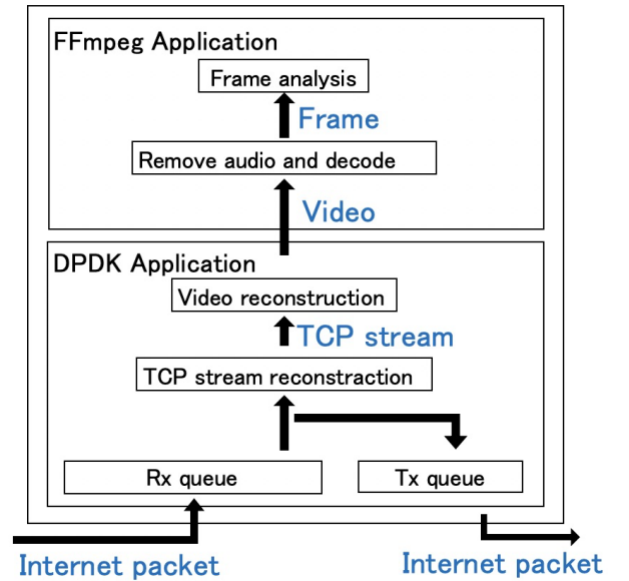 FFmpeg Application
Frame analysis
Frame
Remove audio and decode
Video
DPDK Application
Video reconstruction
TCP stream
TCP stream reconstraction
Rx queue
Tx queue
Internet packet
Internet packet